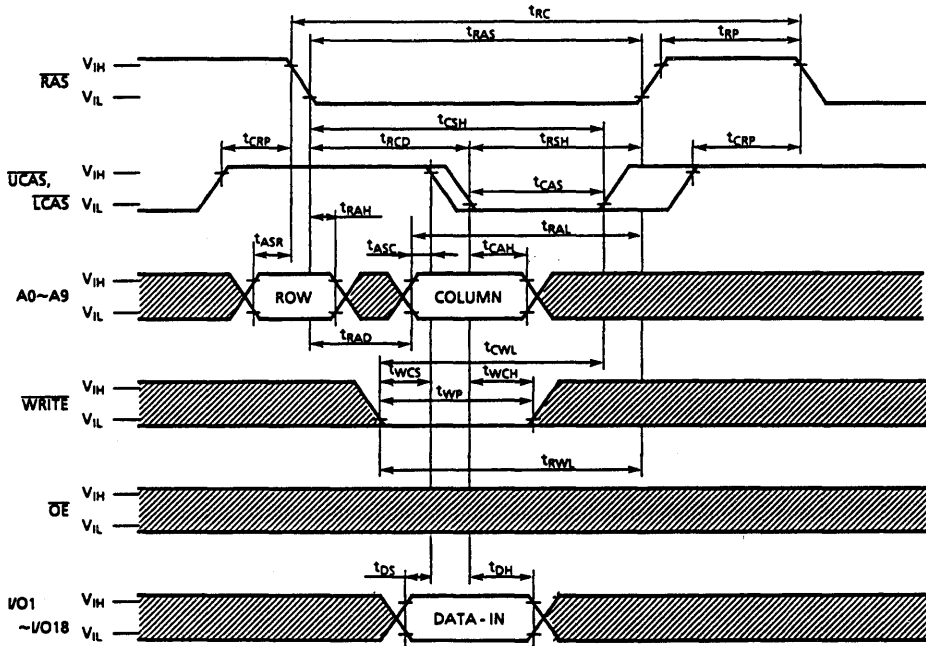 tRC
tRAS
tRP
RAS
VIH
VIL
tCSH
tCRP
tRCD
tRSH
tCRP
UCAS,
LCAS
VIH
VIL
tCAS
tRAH
tRAL
tASR
tASC
tCAH
A0~A9
VIH
VIL
ROW
COLUMN
tRAD
tCWL
tWCS
tWCH
WRITE
VIH
VIL
tWP
tRWL
OE
VIH
VIL
tDS
tDH
I/O1
~I/O18
VIH
VIL
DATA-IN